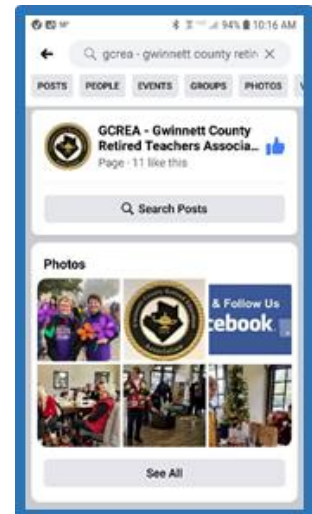 94% 10:16 AM
gcrea - gwinnett county retir
POSTS PEOPLE EVENTS GROUPS PHOTOS
GCREA - Gwinnett County
Retired Teachers Associa...
Page · 11 like this
Search Posts
Photos
& Follow Us
cebook
See All